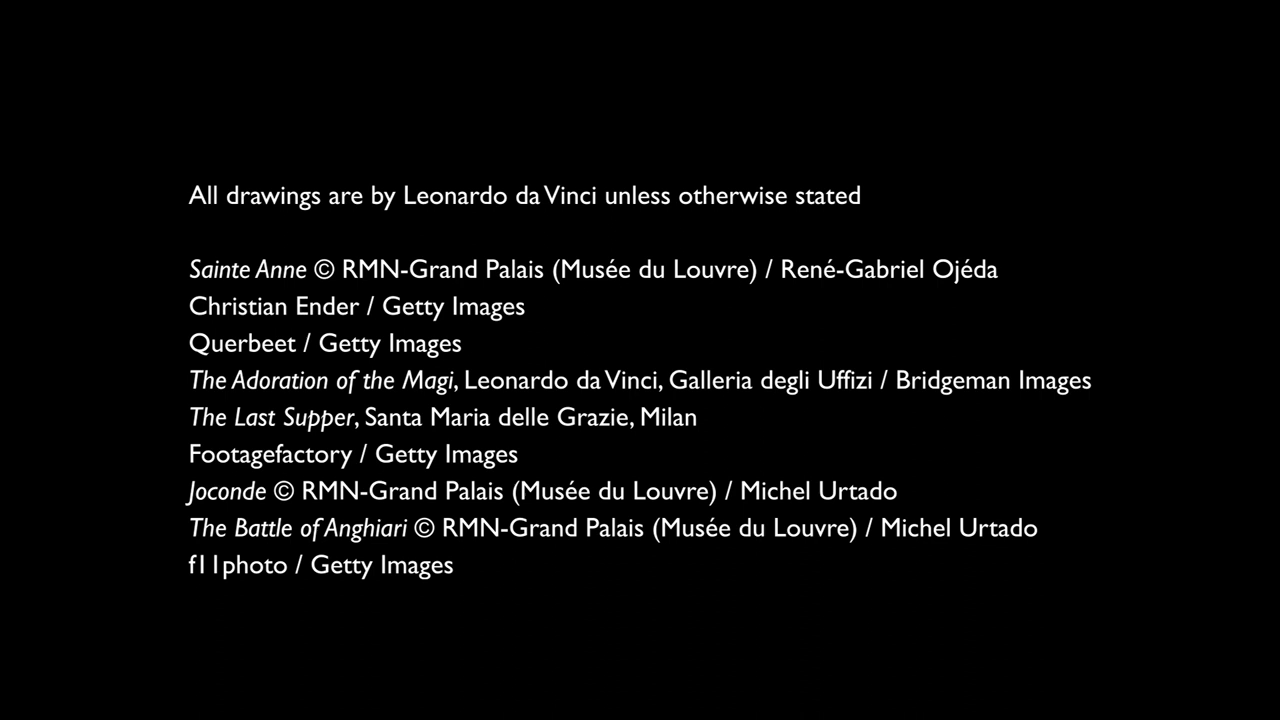 All drawings are by Leonardo da Vinci unless otherwise stated
Sainte Anne © RMN-Grand Palais (Musée du Louvre) / René-Gabriel Ojéda
Christian Ender / Getty Images
Querbeet / Getty Images
The Adoration of the Magi, Leonardo da Vinci, Galleria degli Uffizi / Bridgeman Images
The Last Supper, Santa Maria delle Grazie, Milan
Footagefactory / Getty Images
Joconde © RMN-Grand Palais (Musée du Louvre) / Michel Urtado
The Battle of Anghiari © RMN-Grand Palais (Musée du Louvre) / Michel Urtado
f11photo / Getty Images